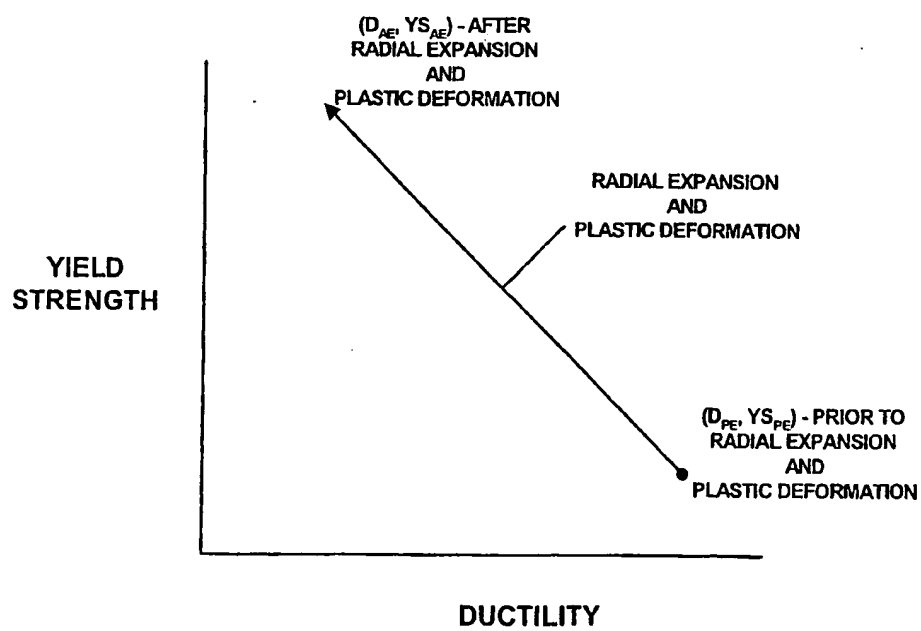 (D_AE, YS_AE) - AFTER
RADIAL EXPANSION
AND
PLASTIC DEFORMATION
RADIAL EXPANSION
AND
PLASTIC DEFORMATION
YIELD
STRENGTH
(D_PE, YS_PE) - PRIOR TO
RADIAL EXPANSION
AND
PLASTIC DEFORMATION
DUCTILITY